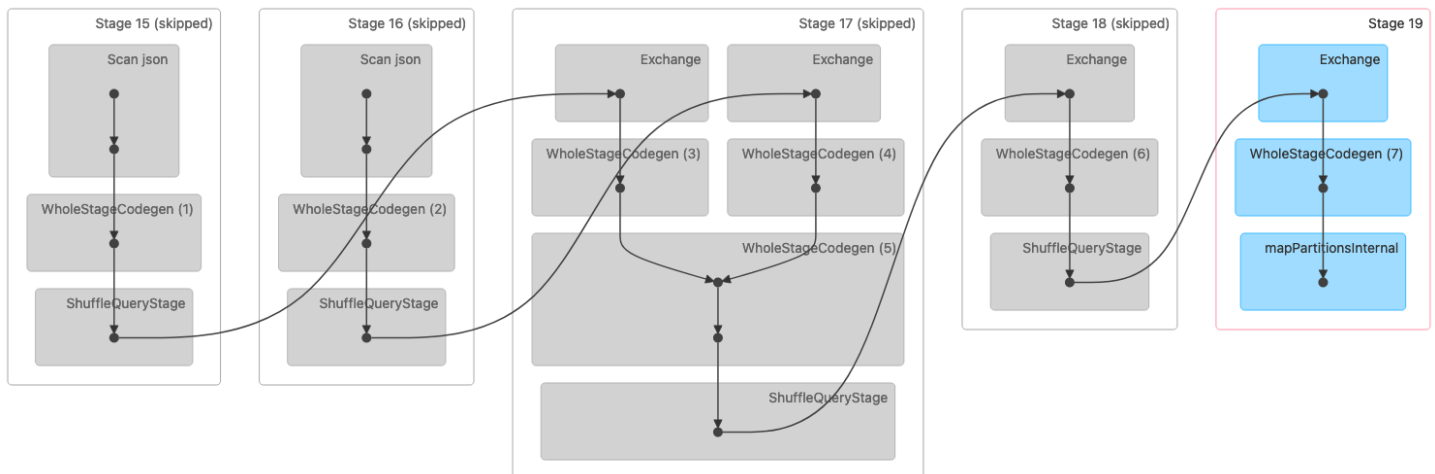 Stage 15 (skipped)
Scan json
WholeStageCodegen (1)
ShuffleQueryStage
Stage 16 (skipped)
Scan json
WholeStageCodegen (2)
ShuffleQueryStage
Stage 17 (skipped)
Exchange
Exchange
WholeStageCodegen (3)
WholeStageCodegen (4)
WholeStageCodegen (5)
ShuffleQueryStage
Stage 18 (skipped)
Exchange
WholeStageCodegen (6)
ShuffleQueryStage
Stage 19
Exchange
WholeStageCodegen (7)
mapPartitionsInternal